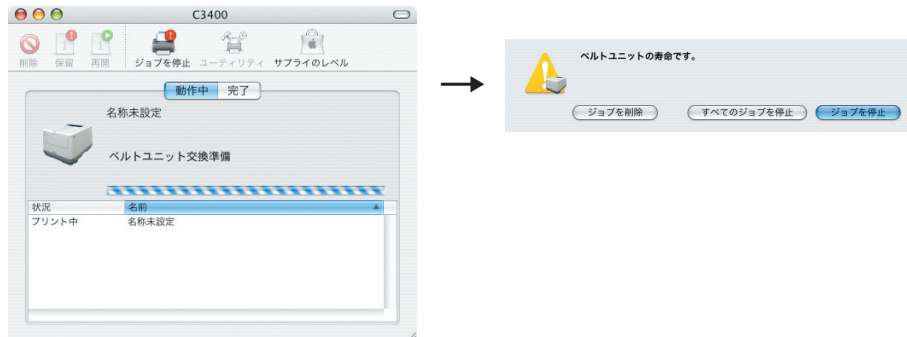 C3400
削除 保留 再開 ジョブを停止 ユーティリティ サプライのレベル
動作中 完了
名称未設定
ベルトユニット交換準備
状況 名前
プリント中 名称未設定
ベルトユニットの寿命です。
ジョブを削除 すべてのジョブを停止 ジョブを停止